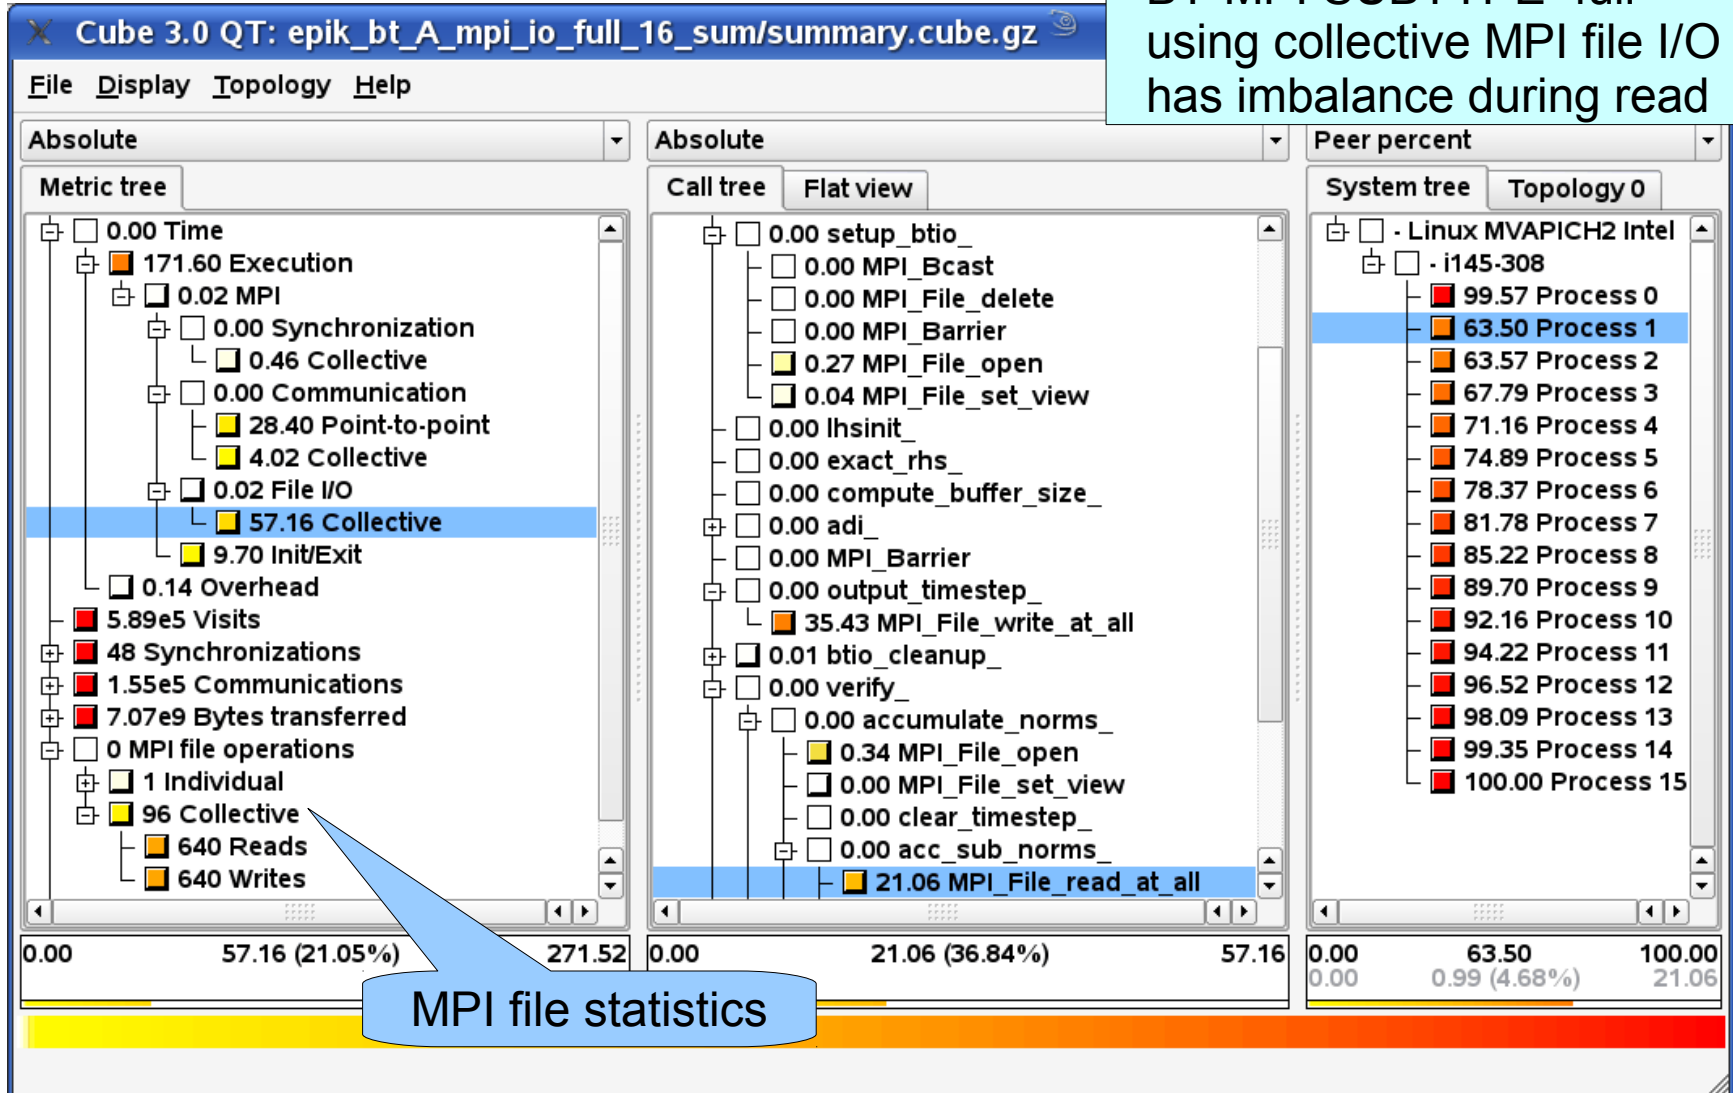 Cube 3.0 QT: epik_bt_A_mpi_io_full_16_sum/summary.cube.gz
using collective MPI file I/O
has imbalance during read
File Display Topology Help
Absolute
Absolute
Peer percent
Metric tree
Call tree
Flat view
System tree
Topology 0
0.00 Time
171.60 Execution
0.02 MPI
0.00 Synchronization
0.46 Collective
0.00 Communication
28.40 Point-to-point
4.02 Collective
0.02 File I/O
57.16 Collective
9.70 Init/Exit
0.14 Overhead
5.89e5 Visits
48 Synchronizations
1.55e5 Communications
7.07e9 Bytes transferred
0 MPI file operations
1 Individual
96 Collective
640 Reads
640 Writes
0.00 57.16 (21.05%) 271.52
0.00 setup_btio_
0.00 MPI_Bcast
0.00 MPI_File_delete
0.00 MPI_Barrier
0.27 MPI_File_open
0.04 MPI_File_set_view
0.00 lhsinit_
0.00 exact_rhs_
0.00 compute_buffer_size_
0.00 adi_
0.00 MPI_Barrier
0.00 output_timestep_
35.43 MPI_File_write_at_all
0.01 btio_cleanup_
0.00 verify_
0.00 accumulate_norms_
0.34 MPI_File_open
0.00 MPI_File_set_view
0.00 clear_timestep_
0.00 acc_sub_norms_
21.06 MPI_File_read_at_all
0.00 21.06 (36.84%) 57.16
- Linux MVAPICH2 Intel
- i145-308
99.57 Process 0
63.50 Process 1
63.57 Process 2
67.79 Process 3
71.16 Process 4
74.89 Process 5
78.37 Process 6
81.78 Process 7
85.22 Process 8
89.70 Process 9
92.16 Process 10
94.22 Process 11
96.52 Process 12
98.09 Process 13
99.35 Process 14
100.00 Process 15
0.00 63.50 100.00
0.00 0.99 (4.68%) 21.06
MPI file statistics